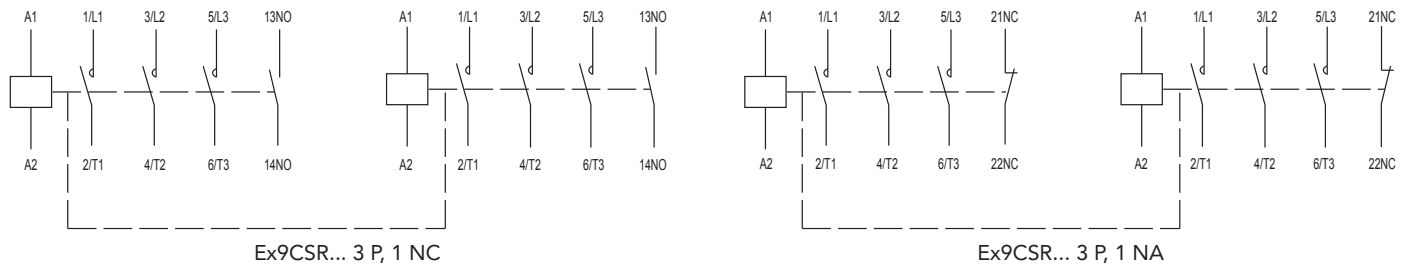 A1 1/L1 3/L2 5/L3 13NO A1 1/L1 3/L2 5/L3 13NO A1 1/L1 3/L2 5/L3 21NC A1 1/L1 3/L2 5/L3 21NC
A2 2/T1 4/T2 6/T3 14NO A2 2/T1 4/T2 6/T3 14NO A2 2/T1 4/T2 6/T3 22NC A2 2/T1 4/T2 6/T3 22NC
Ex9CSR... 3 P, 1 NC Ex9CSR... 3 P, 1 NA